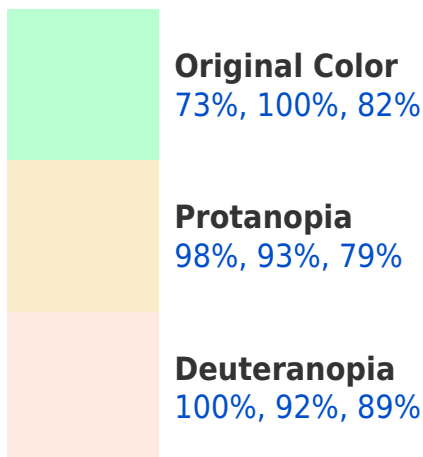 Original Color
73%, 100%, 82%
Protanopia
98%, 93%, 79%
Deuteranopia
100%, 92%, 89%